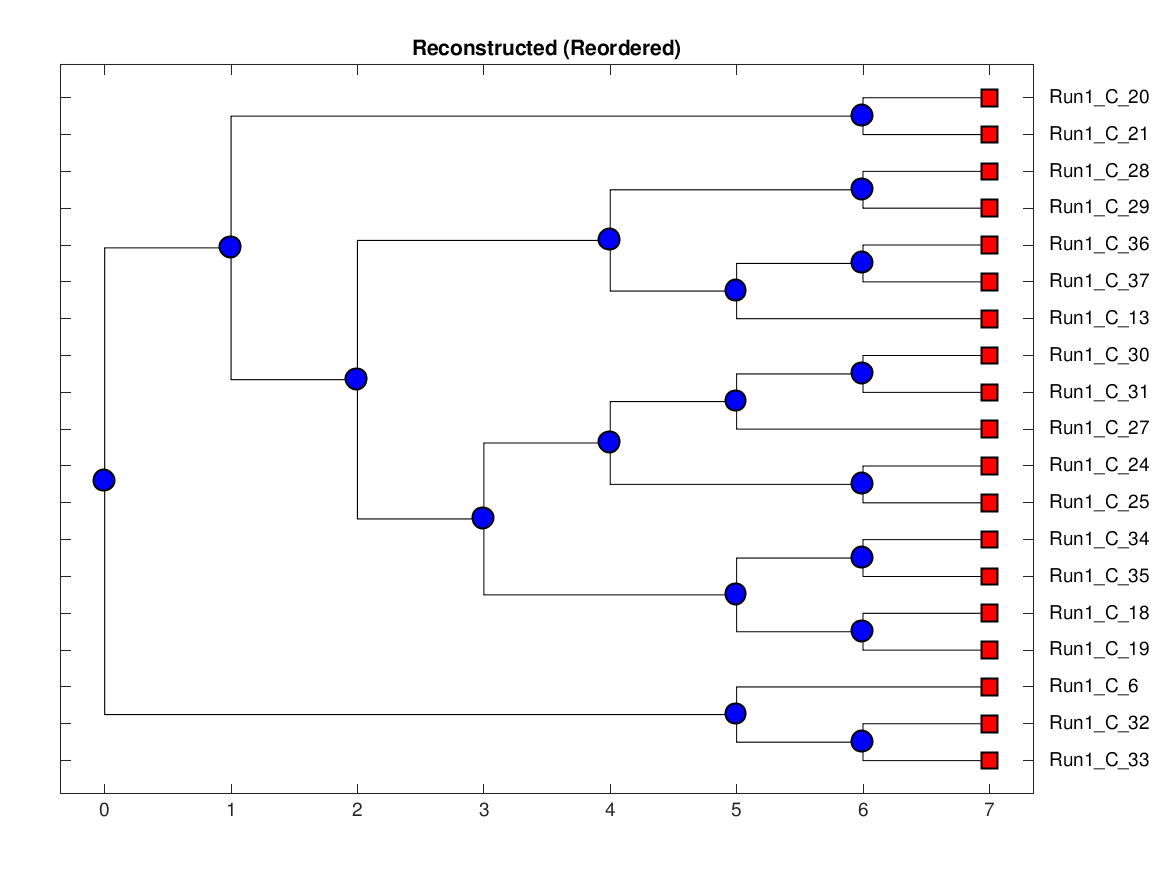 Reconstructed (Reordered)
Run1_C_20
Run1_C_21
Run1_C_28
Run1_C_29
Run1_C_36
Run1_C_37
Run1_C_13
Run1_C_30
Run1_C_31
Run1_C_27
Run1_C_24
Run1_C_25
Run1_C_34
Run1_C_35
Run1_C_18
Run1_C_19
Run1_C_6
Run1_C_32
Run1_C_33
0 1 2 3 4 5 6 7